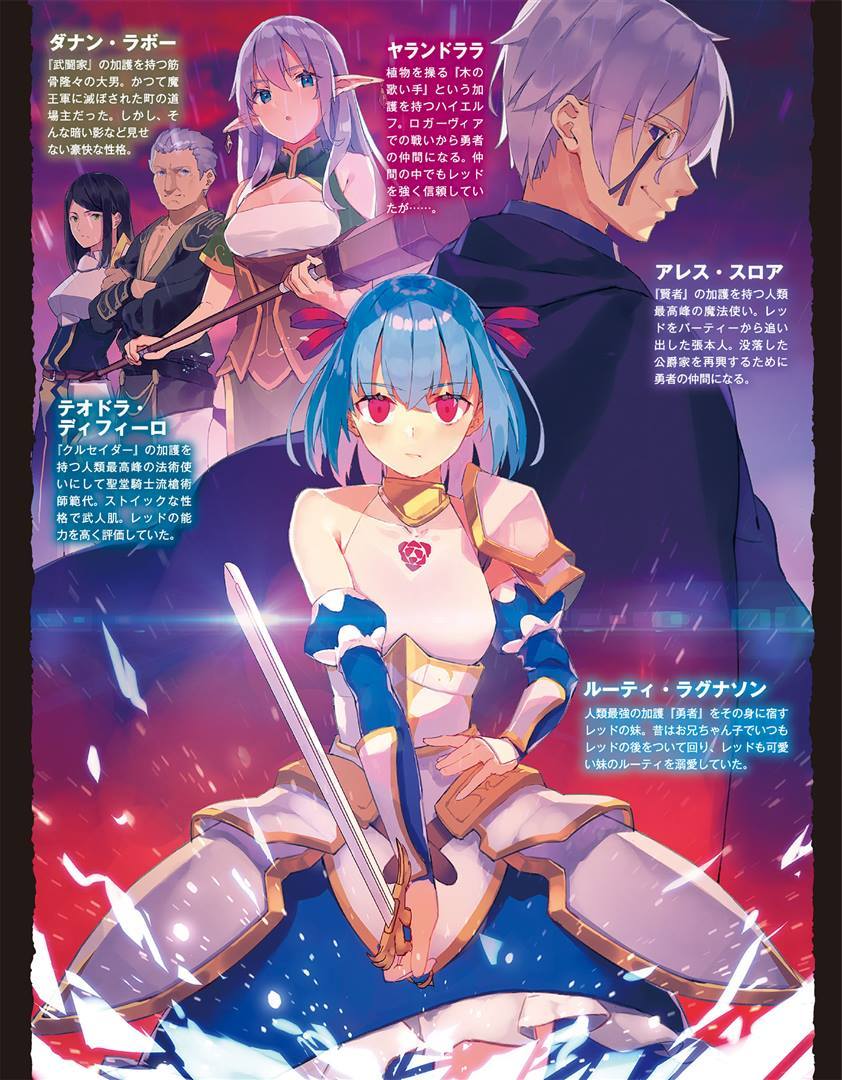 ダナン・ラボー
『武闘家』の加護を持つ筋
骨隆々の大男。かつて魔
王軍に滅ぼされた町の道
場主だった。しかし、そ
んな暗い影など見せ
ない豪快な性格。
ヤランドララ
植物を操る『木の
歌い手』という加
護を持つハイエル
フ。ロガーヴィア
での戦いから勇者
の仲間になる。仲
間の中でもレッド
を強く信頼してい
たが……。
アレス・スロア
『賢者』の加護を持つ人類
最高峰の魔法使い。レッ
ドをパーティーから追い
出した張本人。没落した
公爵家を再興するために
勇者の仲間になる。
テオドラ・
ディフィーロ
『クルセイダー』の加護を
持つ人類最高峰の法術使
いにして聖堂騎士流槍術
師範代。ストイックな性
格で武人肌。レッドの能
力を高く評価していた。
ルーティ・ラグナソン
人類最強の加護『勇者』をその身に宿す
レッドの妹。昔はお兄ちゃん子でいつも
レッドの後をついて回り、レッドも可愛
い妹のルーティを溺愛していた。